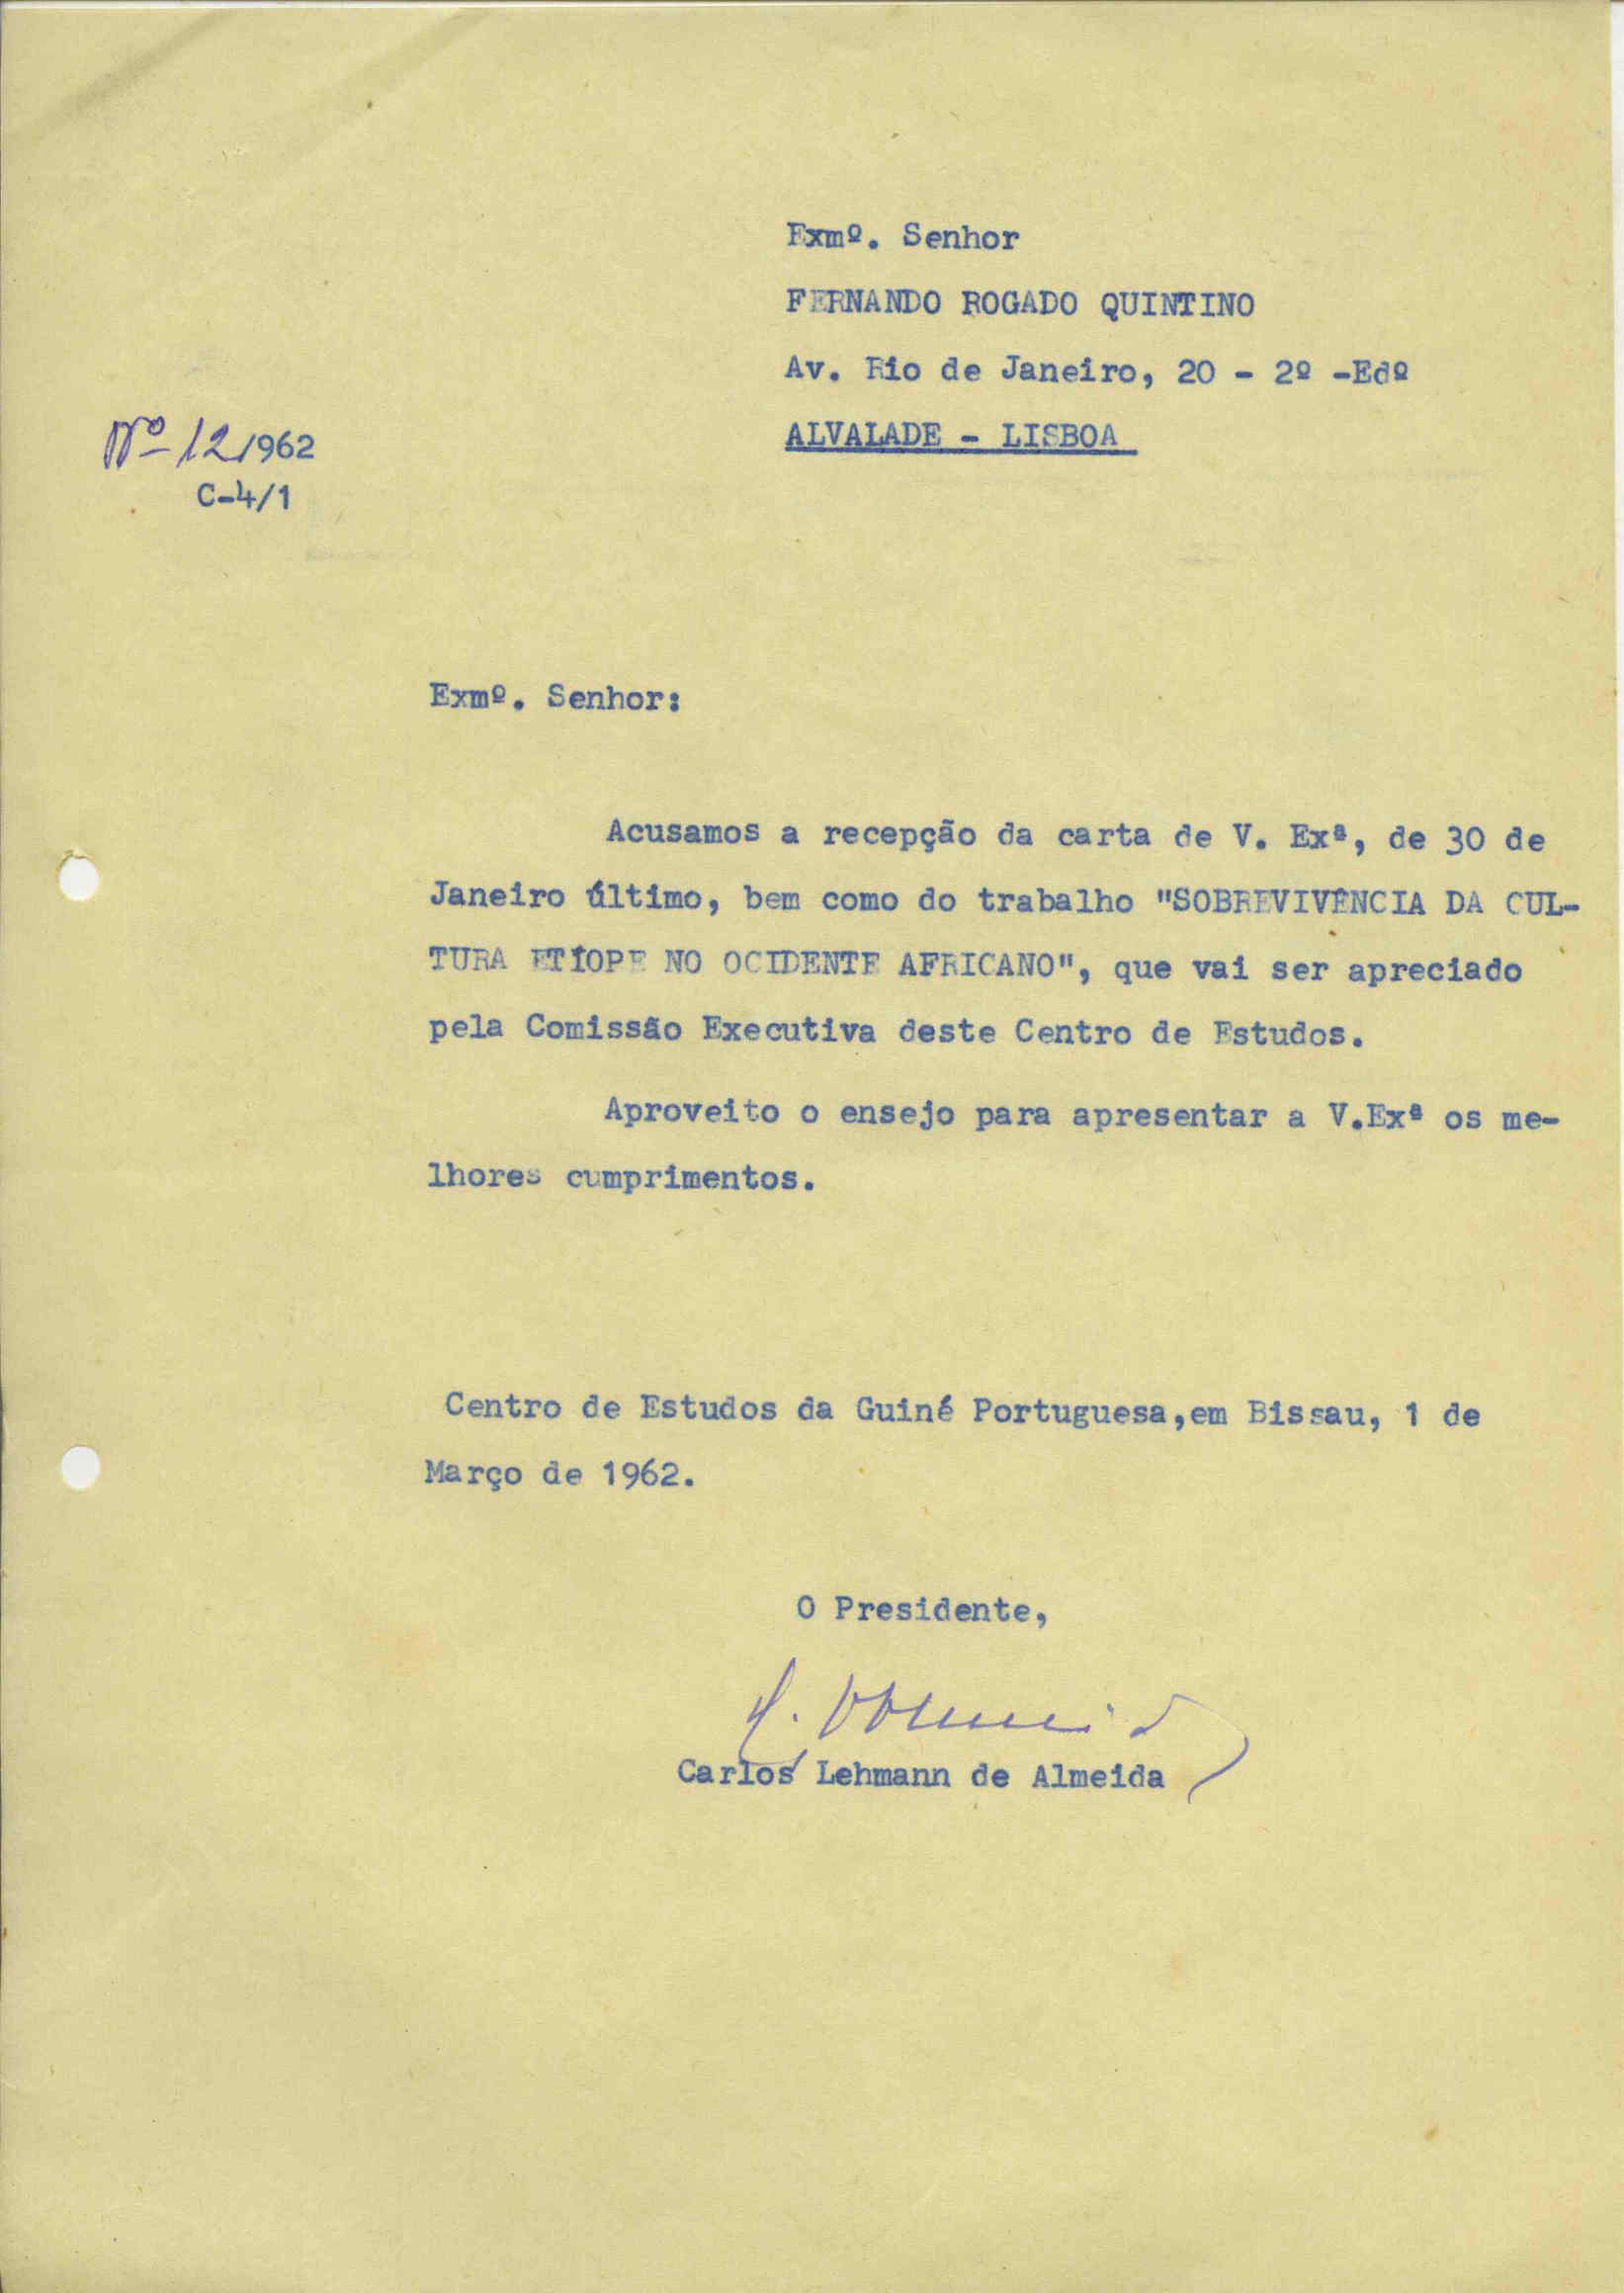 Exmº. Senhor
FERNANDO ROGADO QUINTINO
Av. Rio de Janeiro, 20 - 2º -Edº
ALVALADE - LISBOA
Nº 12/962
C-4/1
Exmº. Senhor:
Acusamos a recepção da carta de V. Exª, de 30 de
Janeiro último, bem como do trabalho "SOBREVIVÊNCIA DA CUL-
TURA ETÍOPE NO OCIDENTE AFRICANO", que vai ser apreciado
pela Comissão Executiva deste Centro de Estudos.
Aproveito o ensejo para apresentar a V.Exª os me-
lhores cumprimentos.
Centro de Estudos da Guiné Portuguesa,em Bissau, 1 de
Março de 1962.
O Presidente,
Carlos Lehmann de Almeida